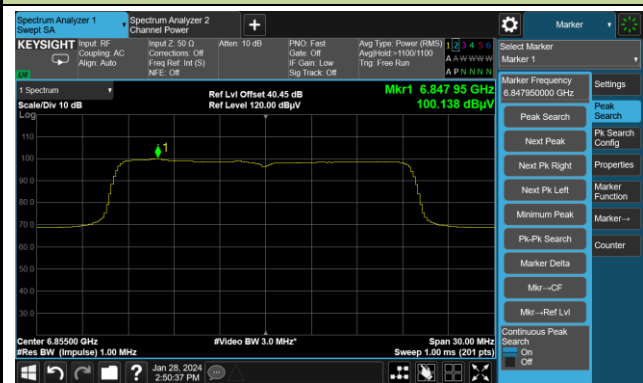 Spectrum Analyzer 1
Swept SA
Spectrum Analyzer 2
Channel Power
Marker
KEYSIGHT
Input: RF
Coupling: AC
Align: Auto
Input Z: 50 Ω
Corrections: Off
Freq Ref: Int (S)
NFE: Off
Atten: 10 dB
PNO: Fast
Gate: Off
IF Gain: Low
Sig Track: Off
Avg Type: Power (RMS)
Avg|Hold:>1100/1100
Trig: Free Run
1 2 3 4 5 6
A A W W W W
A P N N N N
Select Marker
Marker 1
1 Spectrum
Scale/Div 10 dB
Log
Ref Lvl Offset 40.45 dB
Ref Level 120.00 dBµV
Mkr1 6.847 95 GHz
100.138 dBµV
110
100
90.0
80.0
70.0
60.0
50.0
40.0
30.0
1
Center 6.85500 GHz
#Res BW (Impulse) 1.00 MHz
#Video BW 3.0 MHz*
Span 30.00 MHz
Sweep 1.00 ms (201 pts)
Marker Frequency
6.847950000 GHz
Peak Search
Next Peak
Next Pk Right
Next Pk Left
Minimum Peak
Pk-Pk Search
Marker Delta
Mkr→CF
Mkr→Ref Lvl
Continuous Peak
Search
On
Off
Settings
Peak
Search
Pk Search
Config
Properties
Marker
Function
Marker→
Counter
Jan 28, 2024
2:50:37 PM